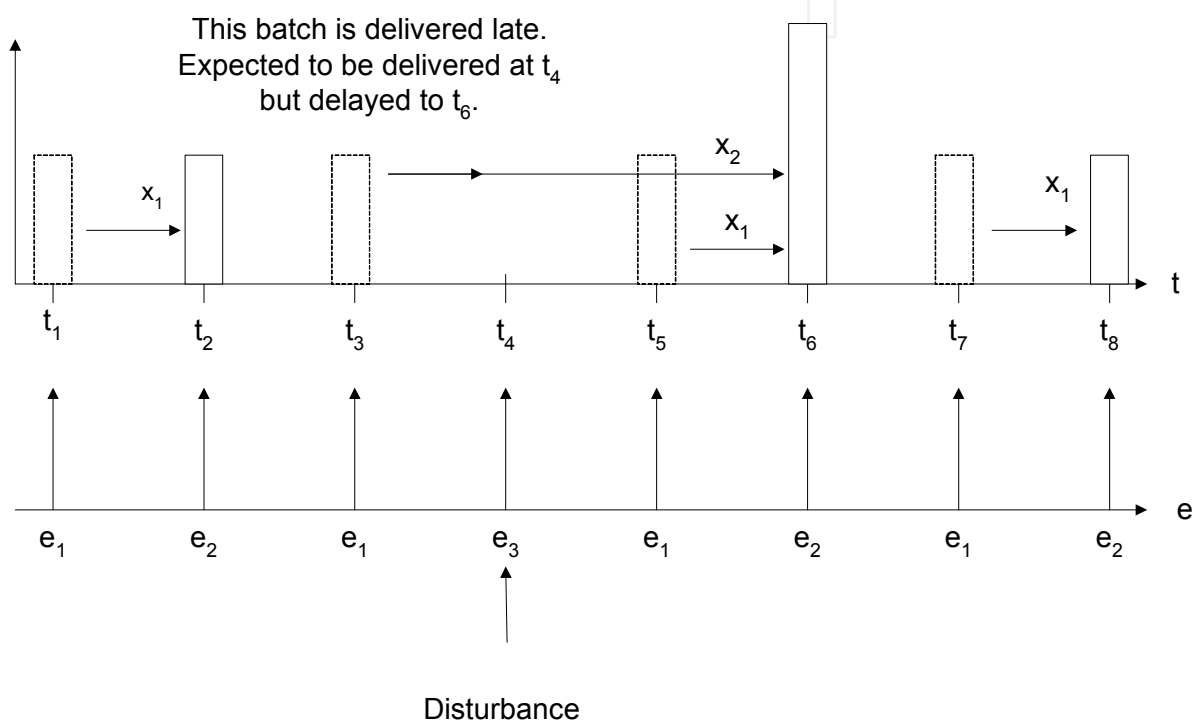 This batch is delivered late.
Expected to be delivered at t₄
but delayed to t₆.
x₂
x₁ x₁ x₁
t
t₁ t₂ t₃ t₄ t₅ t₆ t₇ t₈
e
e₁ e₂ e₁ e₃ e₁ e₂ e₁ e₂
Disturbance